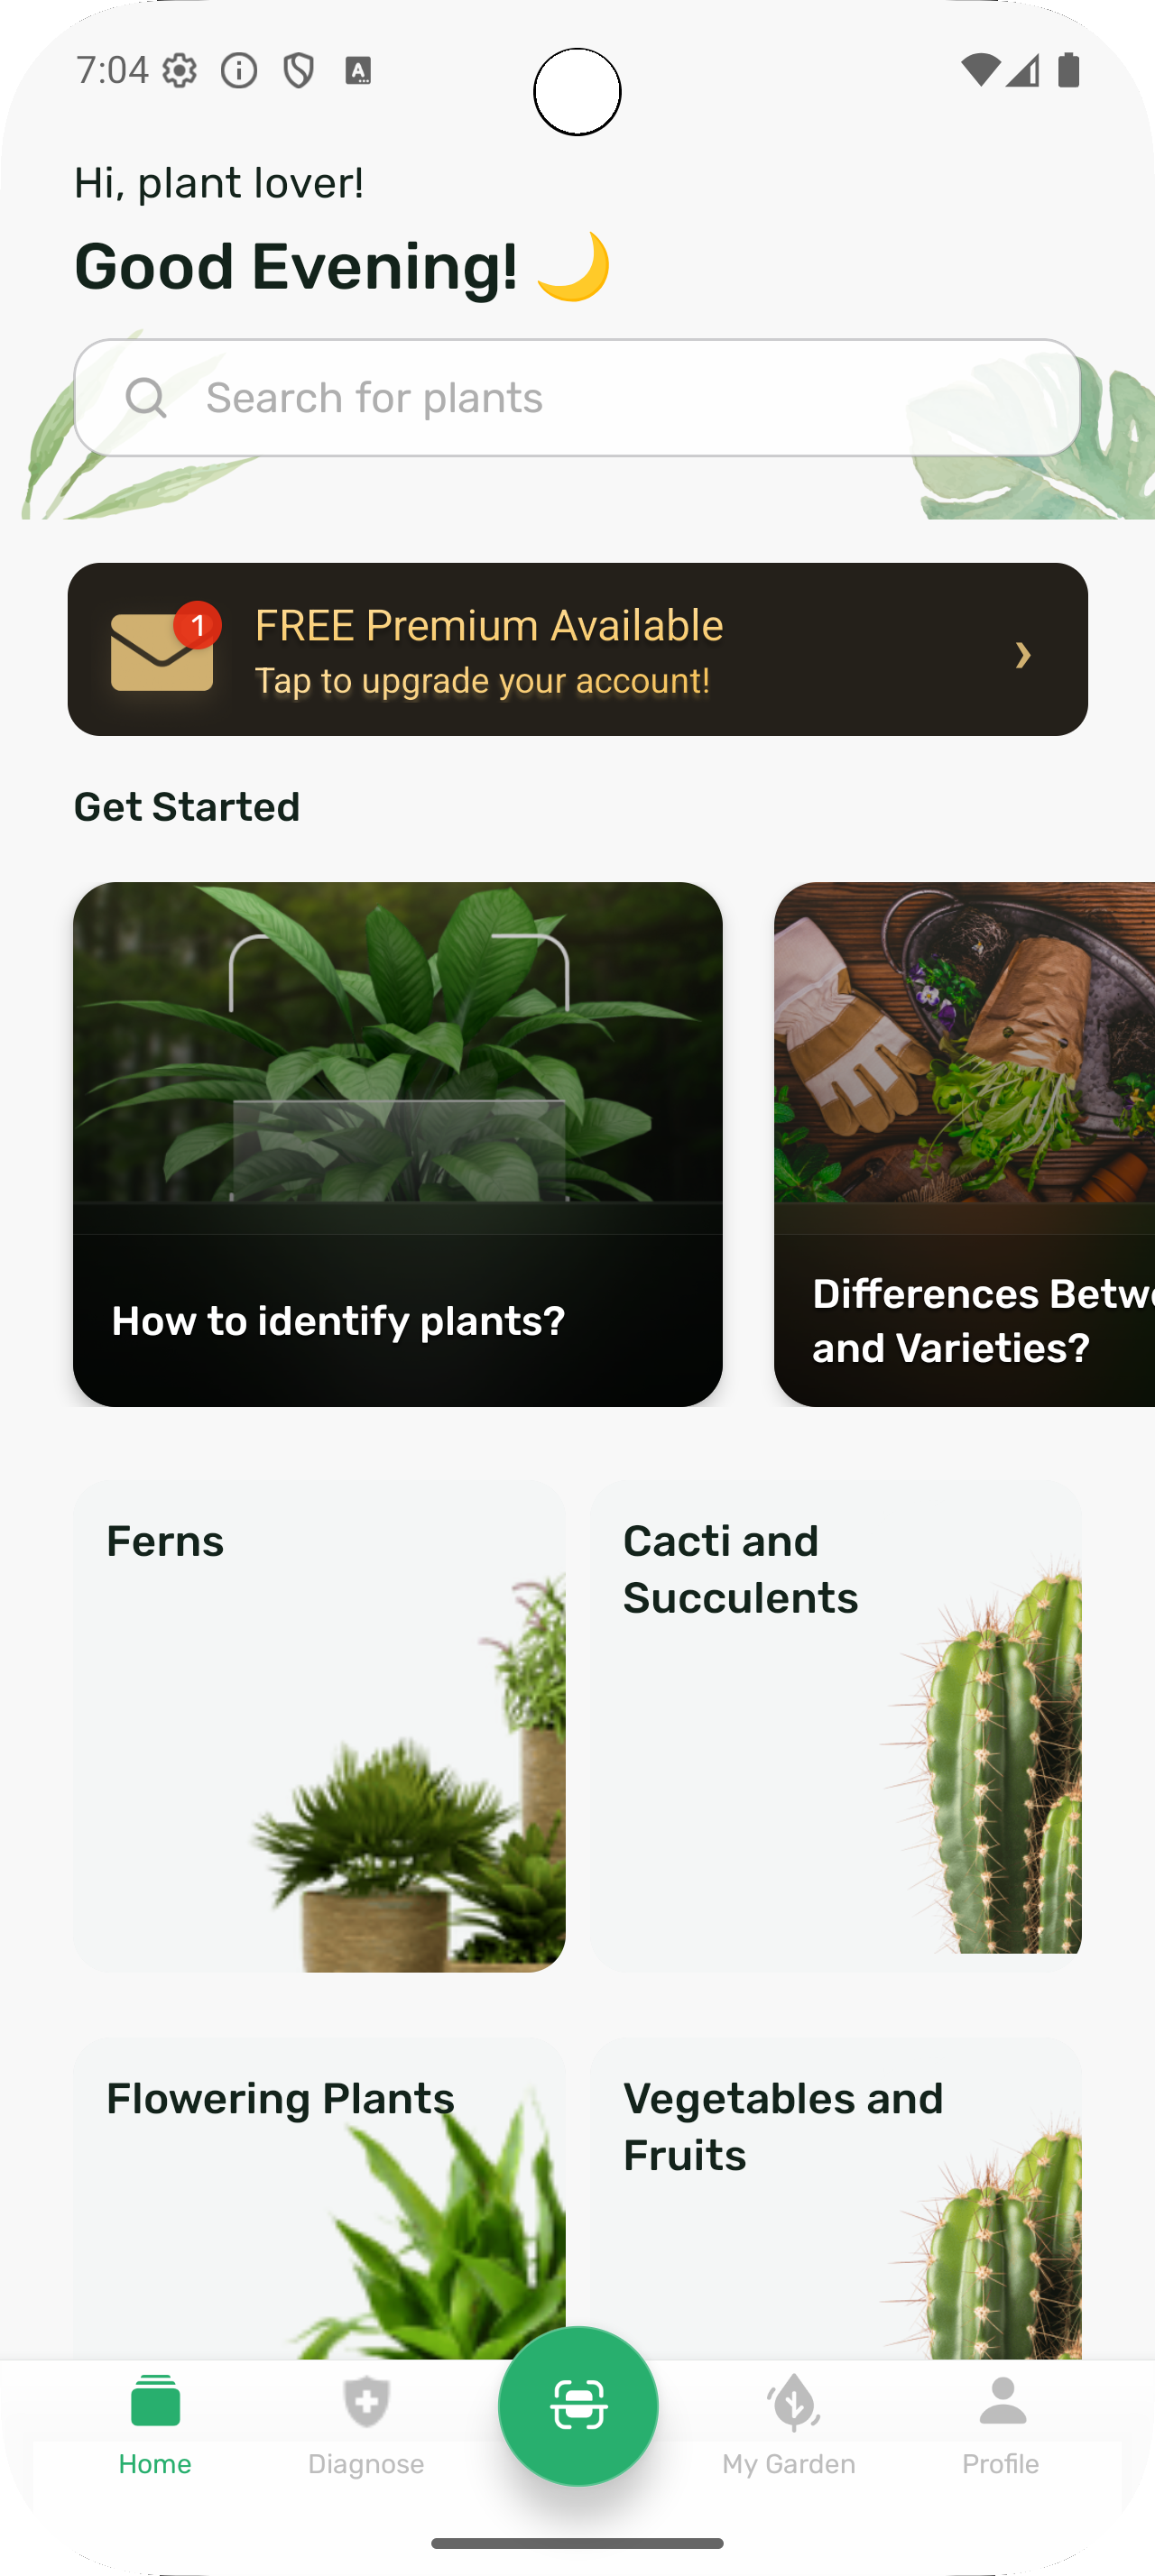 7:04
Hi, plant lover!
Good Evening! 🌙
Search for plants
1
FREE Premium Available
Tap to upgrade your account!
Get Started
How to identify plants?
Differences Betwe
and Varieties?
Ferns
Cacti and
Succulents
Flowering Plants
Vegetables and
Fruits
Home
Diagnose
My Garden
Profile